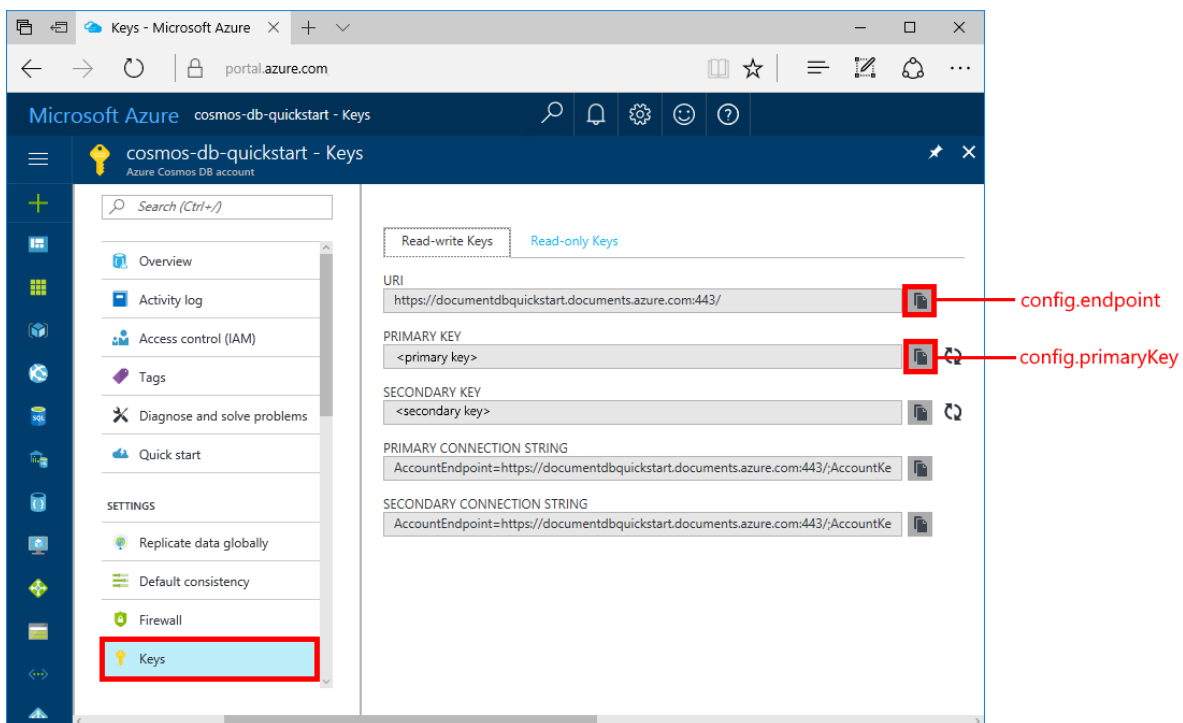 Keys - Microsoft Azure
portal.azure.com
Microsoft Azure cosmos-db-quickstart - Keys
cosmos-db-quickstart - Keys
Azure Cosmos DB account
Search (Ctrl+/)
Overview
Activity log
Access control (IAM)
Tags
Diagnose and solve problems
Quick start
SETTINGS
Replicate data globally
Default consistency
Firewall
Keys
Read-write Keys Read-only Keys
URI
https://documentdbquickstart.documents.azure.com:443/
config.endpoint
PRIMARY KEY
<primary key>
config.primaryKey
SECONDARY KEY
<secondary key>
PRIMARY CONNECTION STRING
AccountEndpoint=https://documentdbquickstart.documents.azure.com:443/;AccountKe
SECONDARY CONNECTION STRING
AccountEndpoint=https://documentdbquickstart.documents.azure.com:443/;AccountKe
SQL